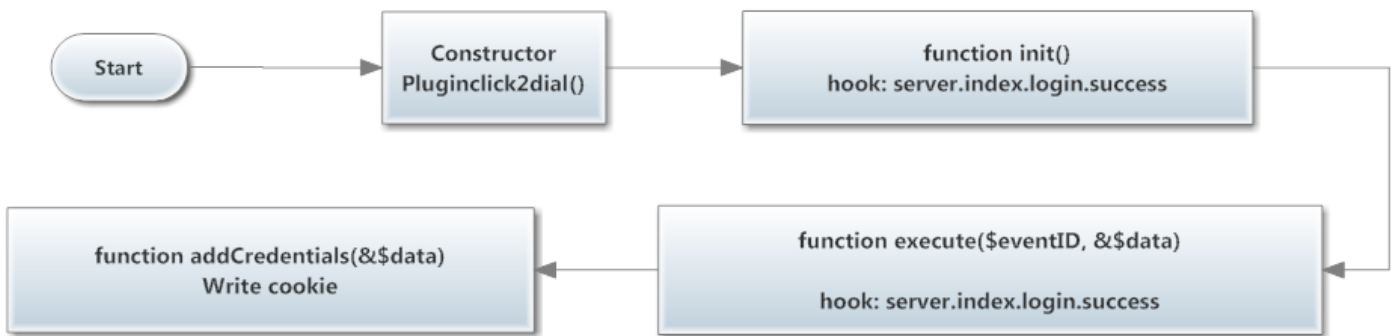 Start
Constructor
Pluginclick2dial()
function init()
hook: server.index.login.success
function execute($eventID, &$data)
hook: server.index.login.success
function addCredentials(&$data)
Write cookie